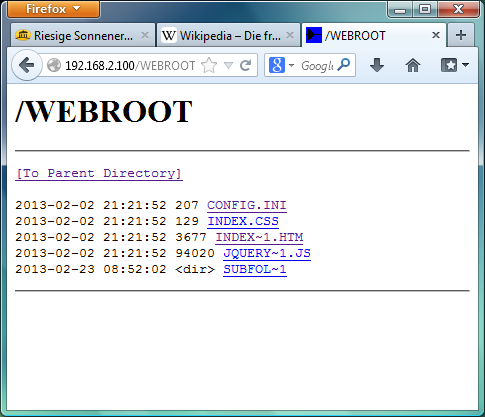 Firefox
Riesige Sonnener...
Wikipedia – Die fr...
/WEBROOT
192.168.2.100/WEBROOT
Google
/WEBROOT
[To Parent Directory]
2013-02-02 21:21:52 207 CONFIG.INI
2013-02-02 21:21:52 129 INDEX.CSS
2013-02-02 21:21:52 3677 INDEX~1.HTM
2013-02-02 21:21:52 94020 JQUERY~1.JS
2013-02-23 08:52:02 <dir> SUBFOL~1